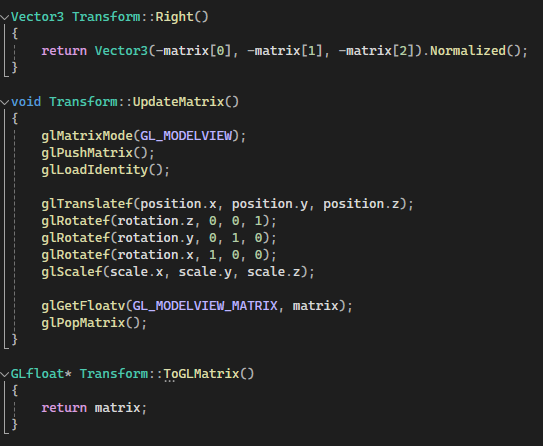 Vector3 Transform::Right()
{
    return Vector3(-matrix[0], -matrix[1], -matrix[2]).Normalized();
}
void Transform::UpdateMatrix()
{
    glMatrixMode(GL_MODELVIEW);
    glPushMatrix();
    glLoadIdentity();
    glTranslatef(position.x, position.y, position.z);
    glRotatef(rotation.z, 0, 0, 1);
    glRotatef(rotation.y, 0, 1, 0);
    glRotatef(rotation.x, 1, 0, 0);
    glScalef(scale.x, scale.y, scale.z);
    glGetFloatv(GL_MODELVIEW_MATRIX, matrix);
    glPopMatrix();
}
GLfloat* Transform::ToGLMatrix()
{
    return matrix;
}